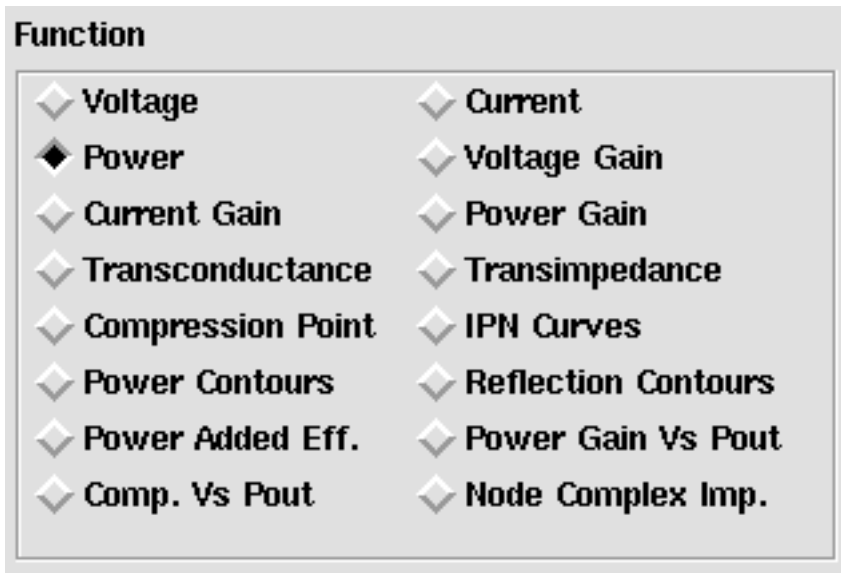 Function
Voltage Current
Power Voltage Gain
Current Gain Power Gain
Transconductance Transimpedance
Compression Point IPN Curves
Power Contours Reflection Contours
Power Added Eff. Power Gain Vs Pout
Comp. Vs Pout Node Complex Imp.